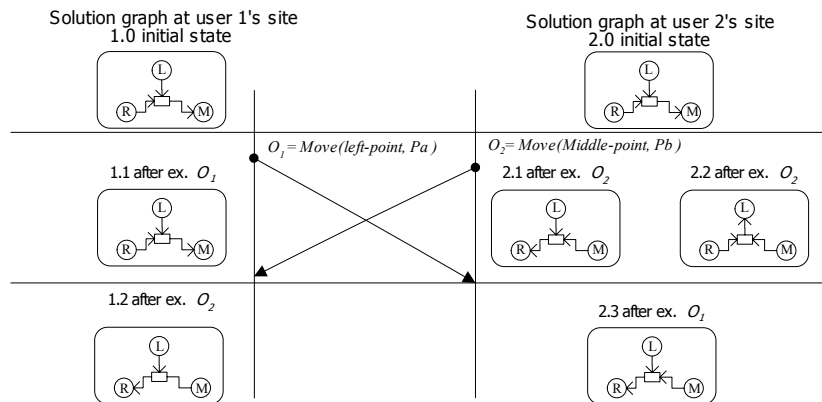 Solution graph at user 1's site
1.0 initial state
Solution graph at user 2's site
2.0 initial state
L
R
M
L
R
M
O1 = Move(left-point, Pa )
O2 = Move(Middle-point, Pb )
1.1 after ex. O1
2.1 after ex. O2
2.2 after ex. O2
L
R
M
L
R
M
L
R
M
1.2 after ex. O2
2.3 after ex. O1
L
R
M
L
R
M